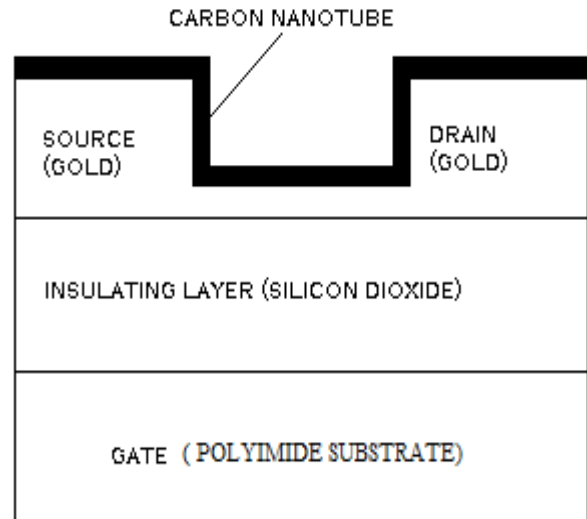 CARBON NANOTUBE
SOURCE
(GOLD)
DRAIN
(GOLD)
INSULATING LAYER (SILICON DIOXIDE)
GATE ( POLYIMIDE SUBSTRATE)